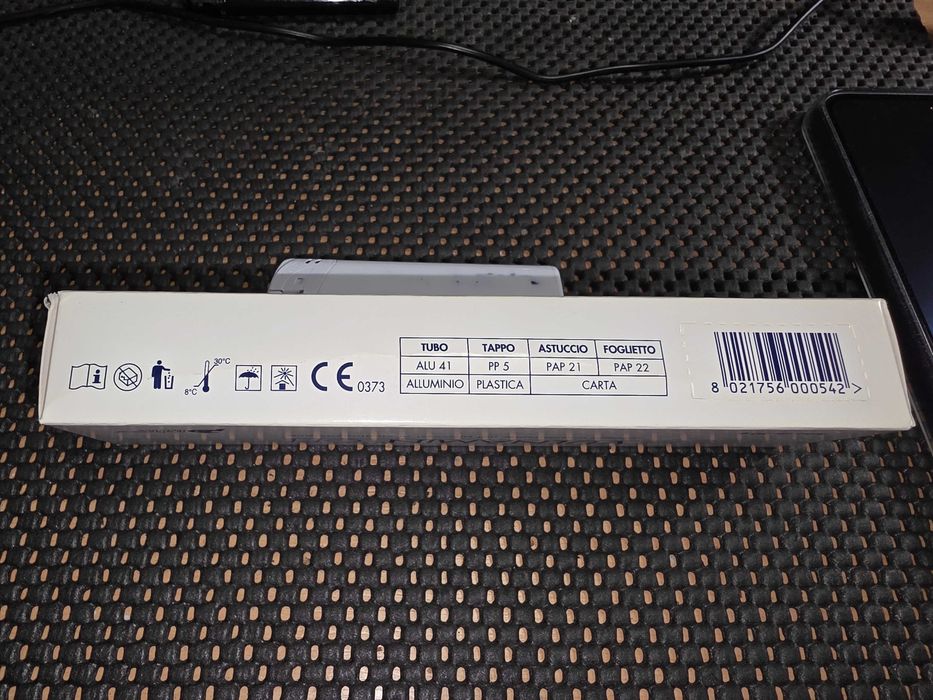 30°C
8°C
CE 0373
TUBO TAPPO ASTUCCIO FOGLIETTO
ALU 41 PP 5 PAP 21 PAP 22
ALLUMINIO PLASTICA CARTA
8 021756 000542 >